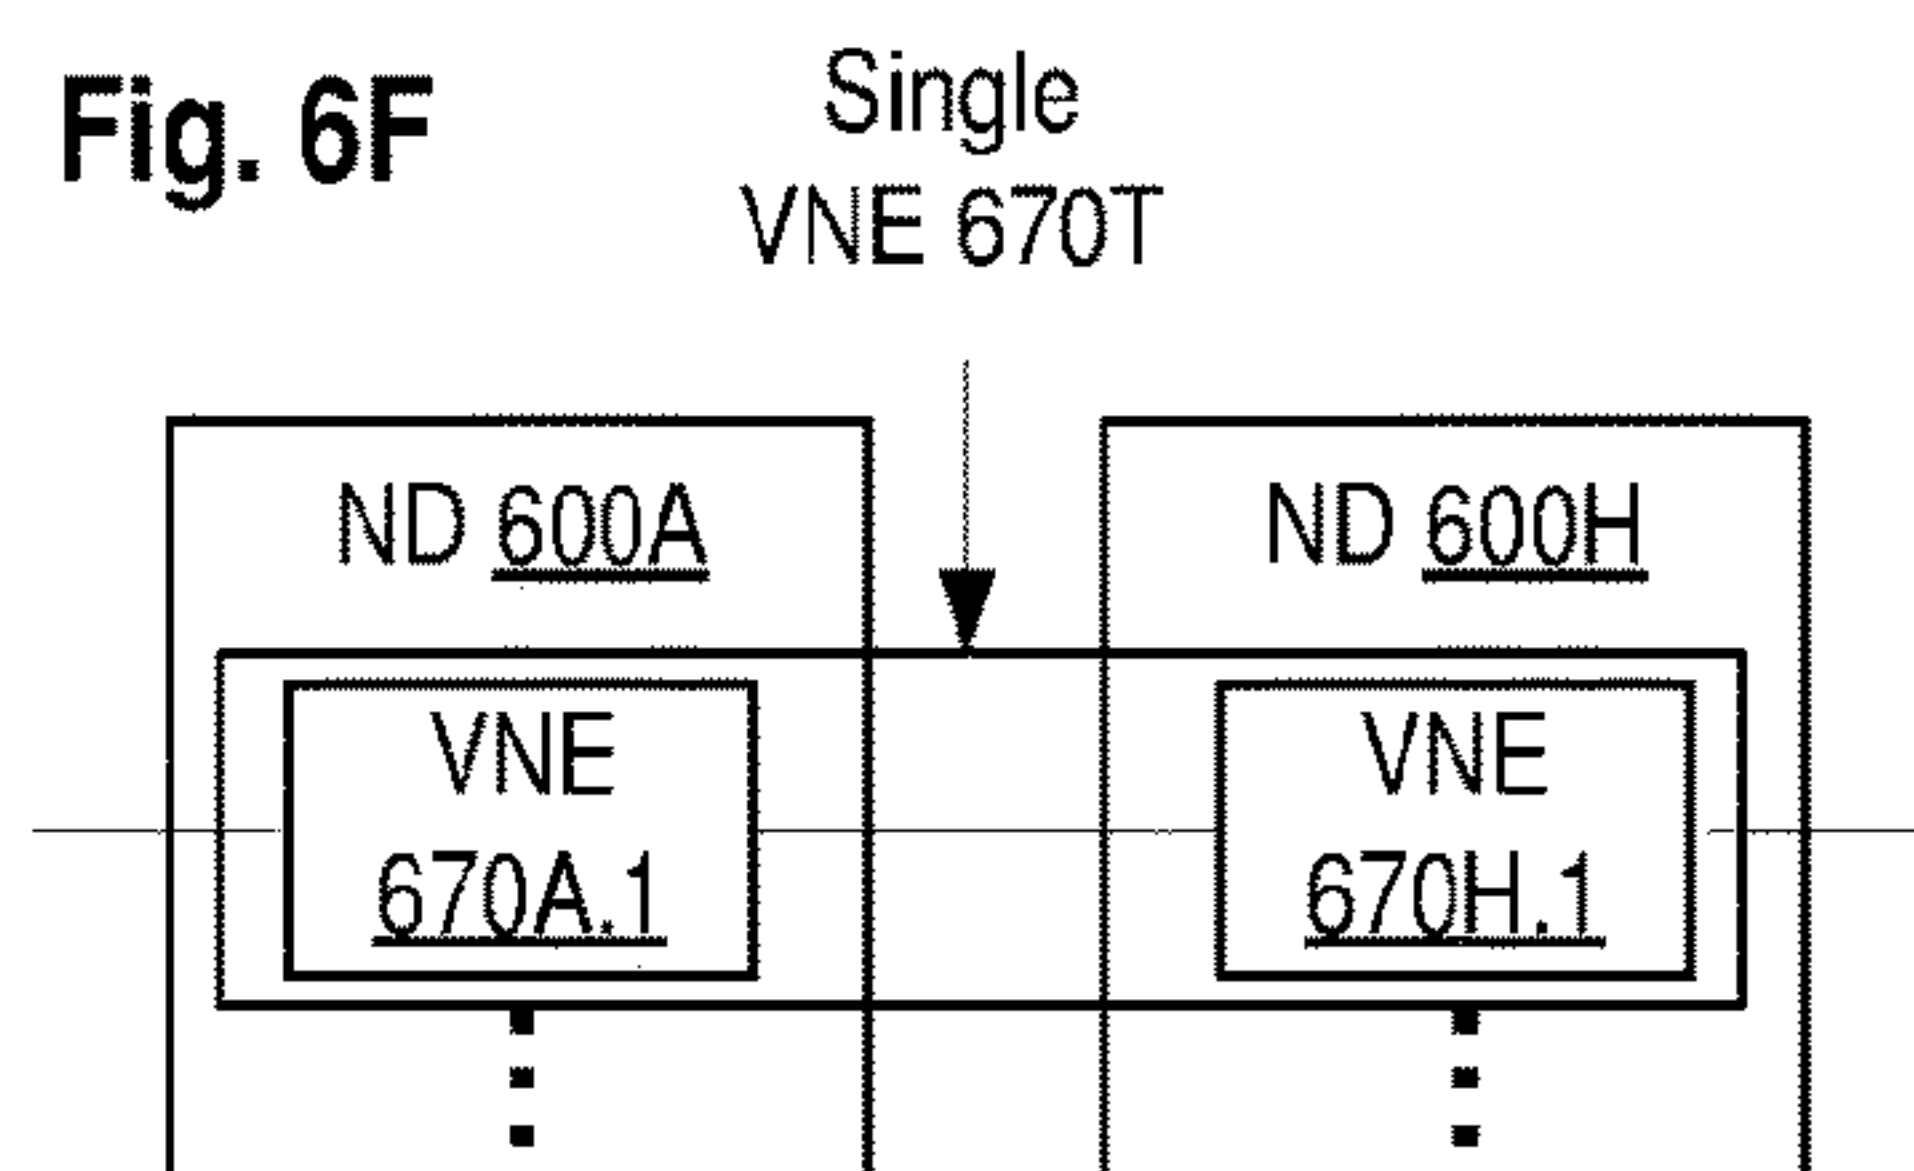 Fig. 6F
Single
VNE 670T
ND 600A
ND 600H
VNE
670A.1
VNE
670H.1